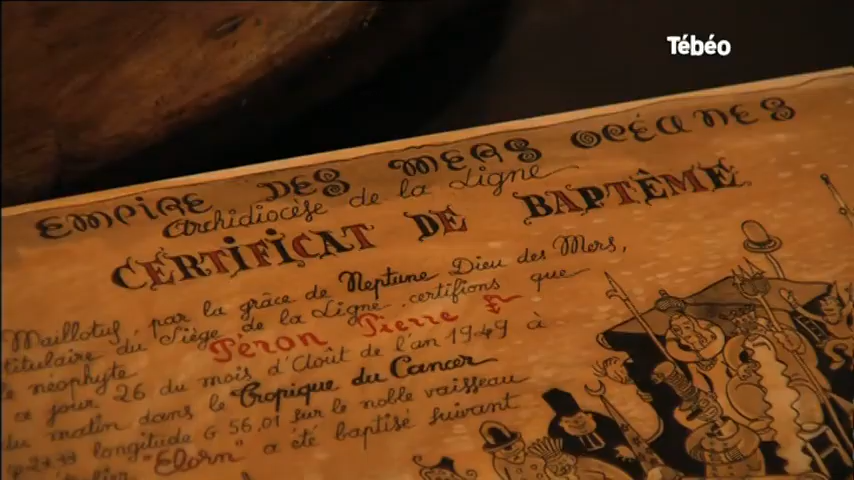 Tébéo
EMPIRE DES MERS OCÉANES
Archidiocèse de la Ligne
CERTIFICAT DE BAPTÊME
Maillotuf, par la grâce de Neptune Dieu des Mers,
titulaire du Siège de la Ligne, certifions que
néophyte Péron Pierre
ce jour 26 du mois d'Août de l'an 1949 à
du matin dans le Tropique du Cancer
longitude G 56,01 sur le noble vaisseau
"Elorn" a été baptisé suivant